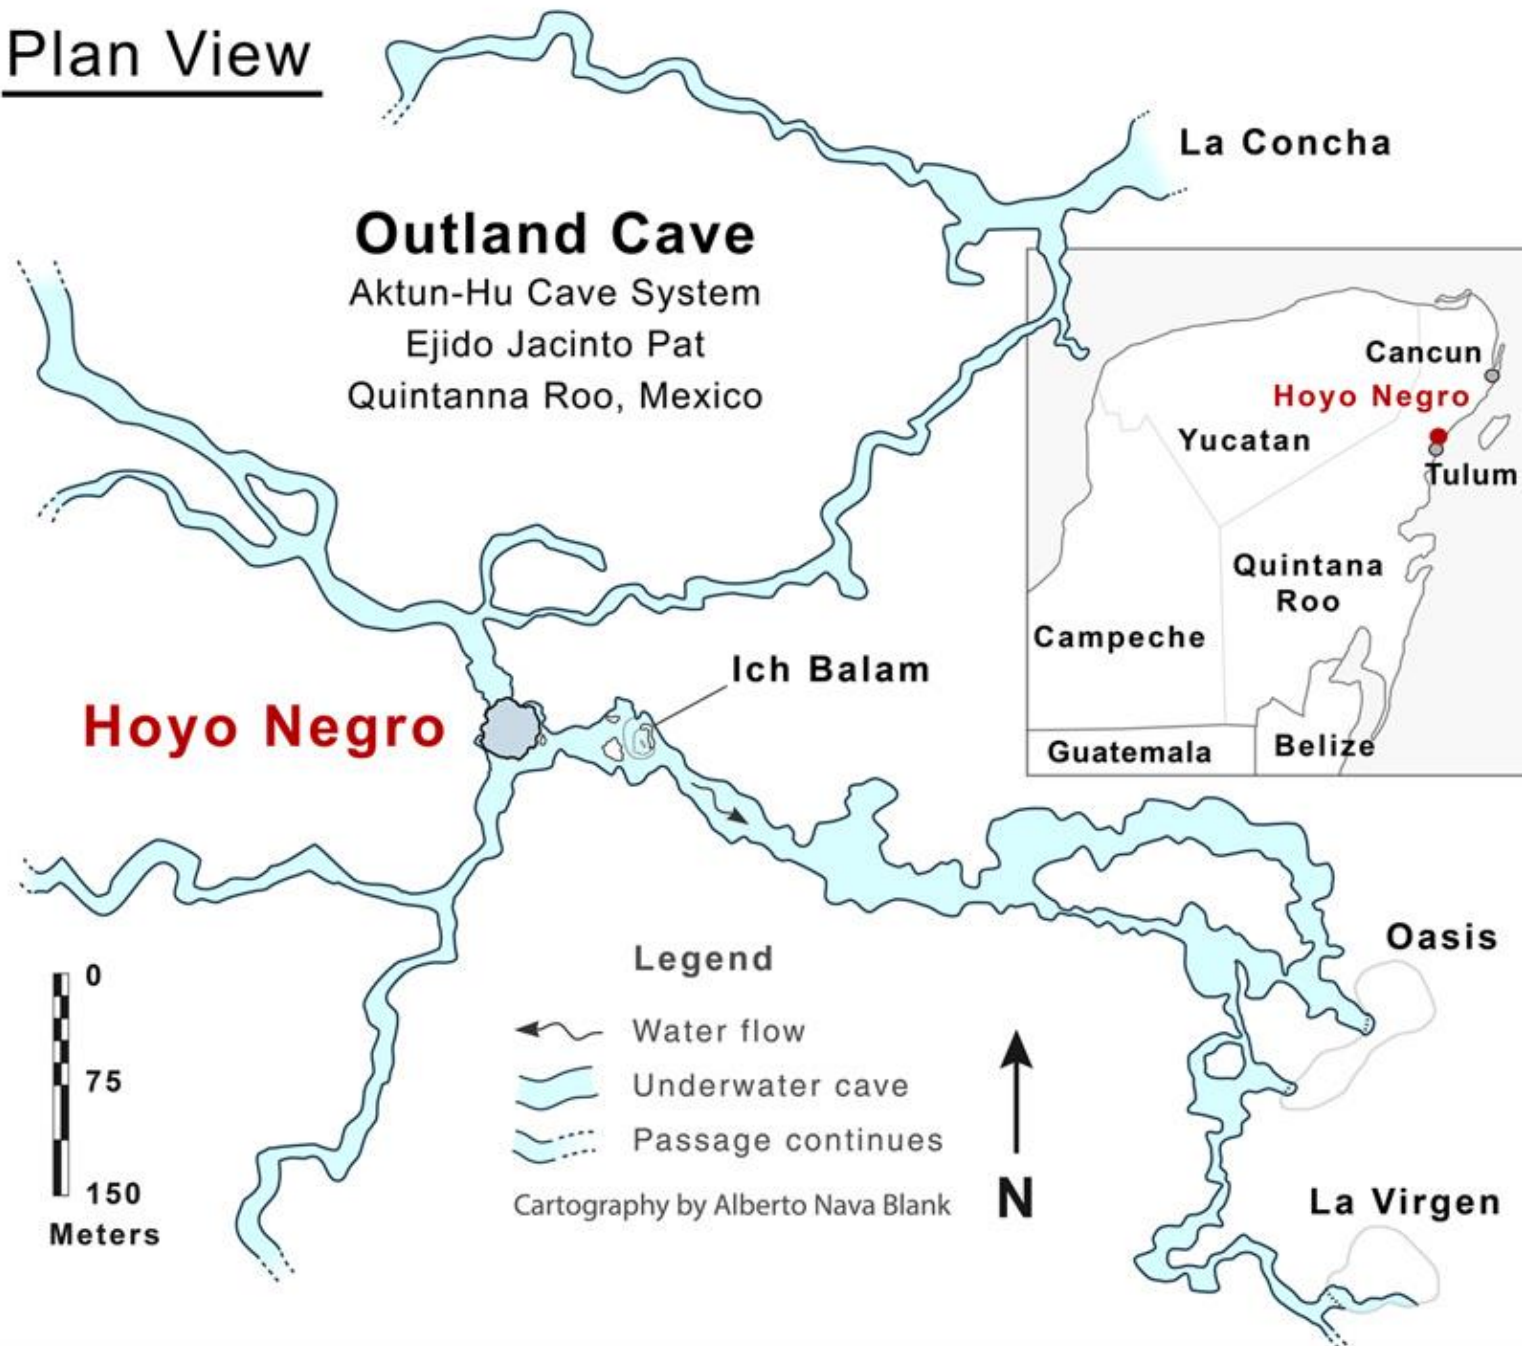 Plan View
La Concha
Outland Cave
Aktun-Hu Cave System
Ejido Jacinto Pat
Quintanna Roo, Mexico
Cancun
Hoyo Negro
Yucatan
Tulum
Quintana
Roo
Campeche
Guatemala
Belize
Ich Balam
Hoyo Negro
Oasis
La Virgen
0
75
150
Meters
Legend
Water flow
Underwater cave
Passage continues
Cartography by Alberto Nava Blank
N